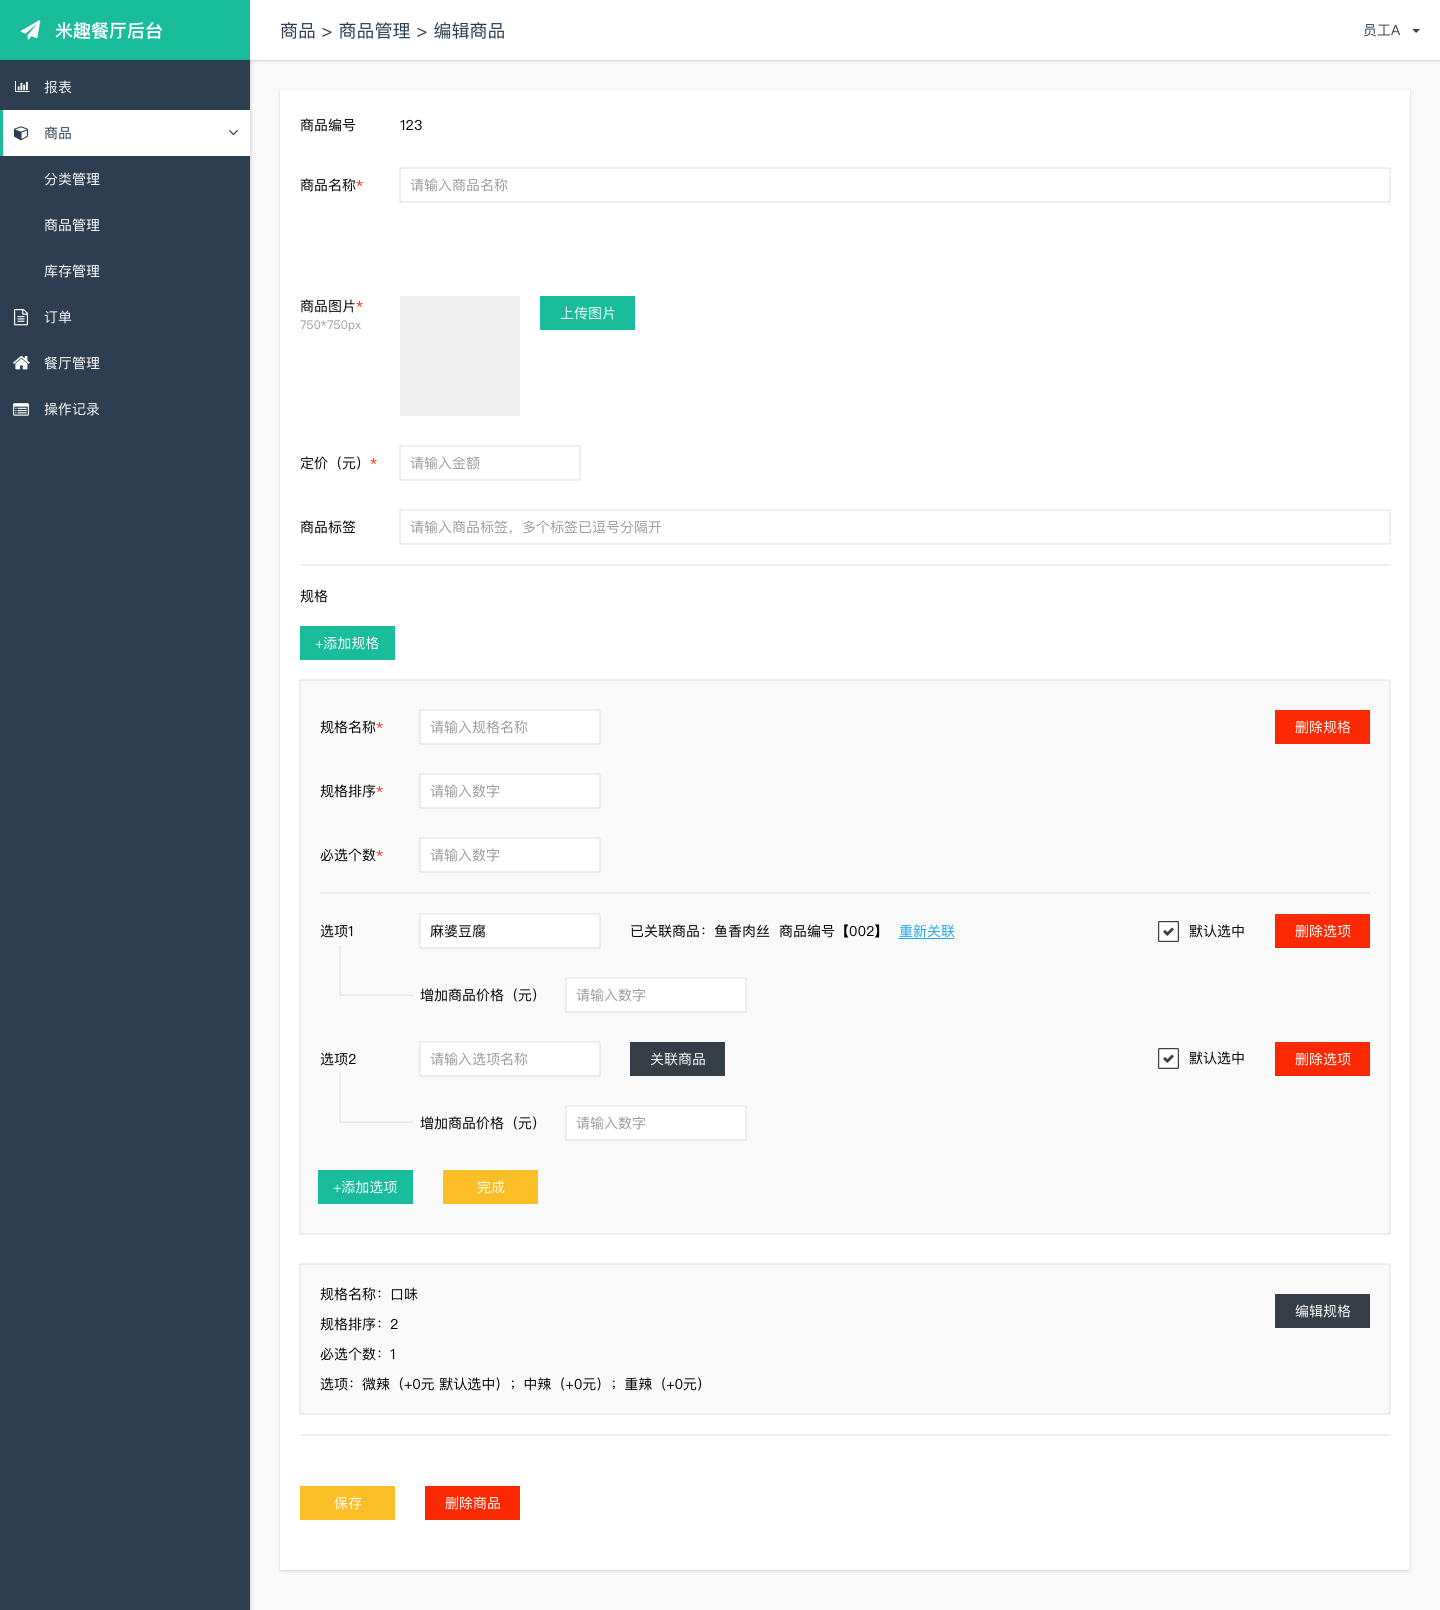 米趣餐厅后台
商品 > 商品管理 > 编辑商品
员工A
报表
商品
分类管理
商品管理
库存管理
订单
餐厅管理
操作记录
商品编号 123
商品名称* 请输入商品名称
商品图片* 上传图片
750*750px
定价（元）* 请输入金额
商品标签 请输入商品标签，多个标签已逗号分隔开
规格
+添加规格
规格名称* 请输入规格名称 删除规格
规格排序* 请输入数字
必选个数* 请输入数字
选项1 麻婆豆腐 已关联商品：鱼香肉丝 商品编号【002】 重新关联 默认选中 删除选项
增加商品价格（元） 请输入数字
选项2 请输入选项名称 关联商品 默认选中 删除选项
增加商品价格（元） 请输入数字
+添加选项 完成
规格名称：口味 编辑规格
规格排序：2
必选个数：1
选项：微辣（+0元 默认选中）；中辣（+0元）；重辣（+0元）
保存 删除商品